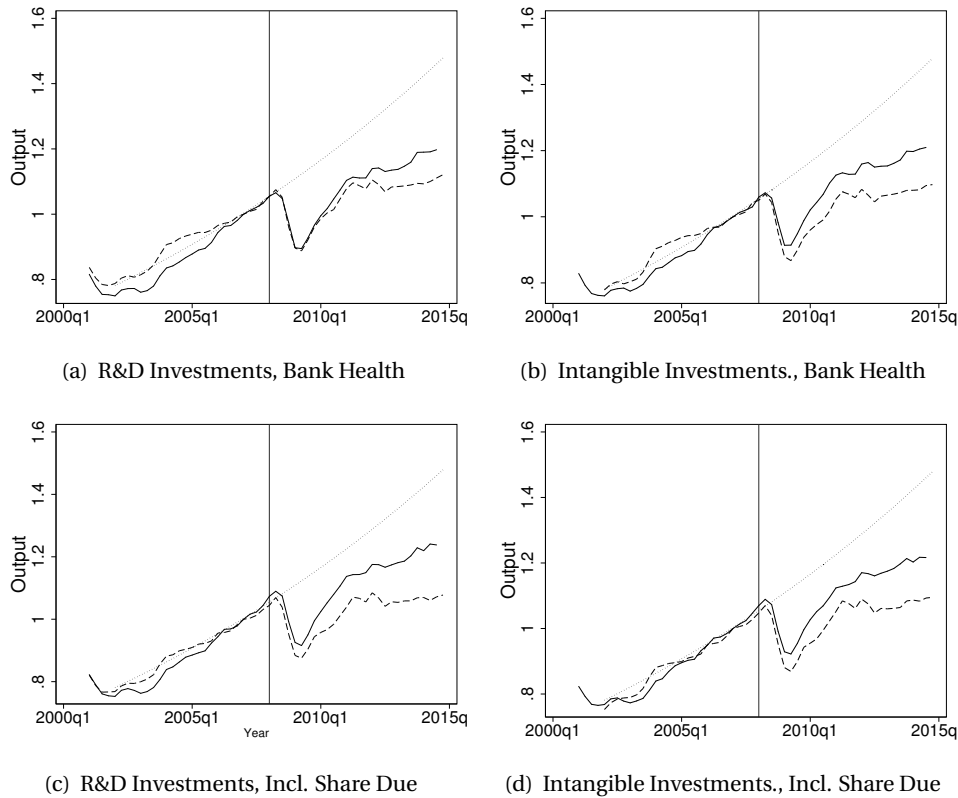 1.6
1.4
1.2
1
.8
Output
2000q1
2005q1
2010q1
2015q
(a) R&D Investments, Bank Health
1.6
1.4
1.2
1
.8
Output
2000q1
2005q1
2010q1
2015q
(b) Intangible Investments., Bank Health
1.6
1.4
1.2
1
.8
Output
2000q1
2005q1
2010q1
2015q
Year
(c) R&D Investments, Incl. Share Due
1.6
1.4
1.2
1
.8
Output
2000q1
2005q1
2010q1
2015q
(d) Intangible Investments., Incl. Share Due